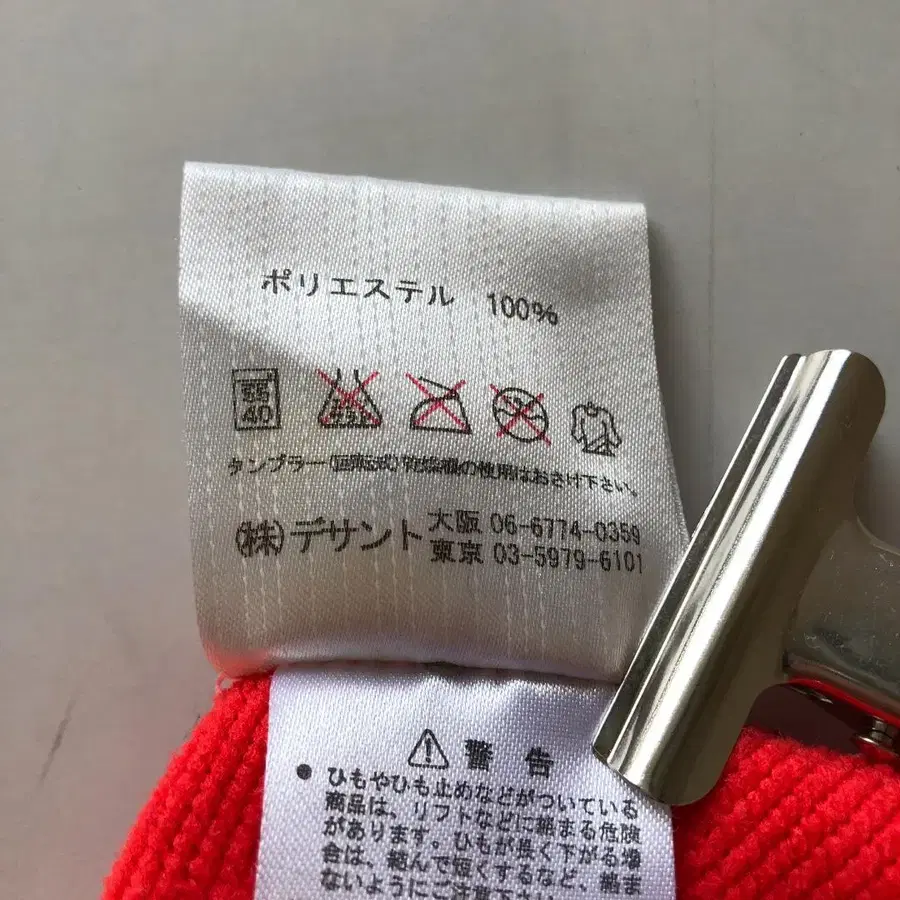 ポリエステル 100%
40
タンブラー(回転式)乾燥機の使用はおさけ下さい。
(株)デサント 大阪 06-6774-0359
東京 03-5979-6101
警告
● ひもやひも止めなどがついている
商品は、リフトなどに絡まる危険
があります。ひもが長く下がる場
合は、結んで短くするなど、絡ま
ないようにご注意下さい